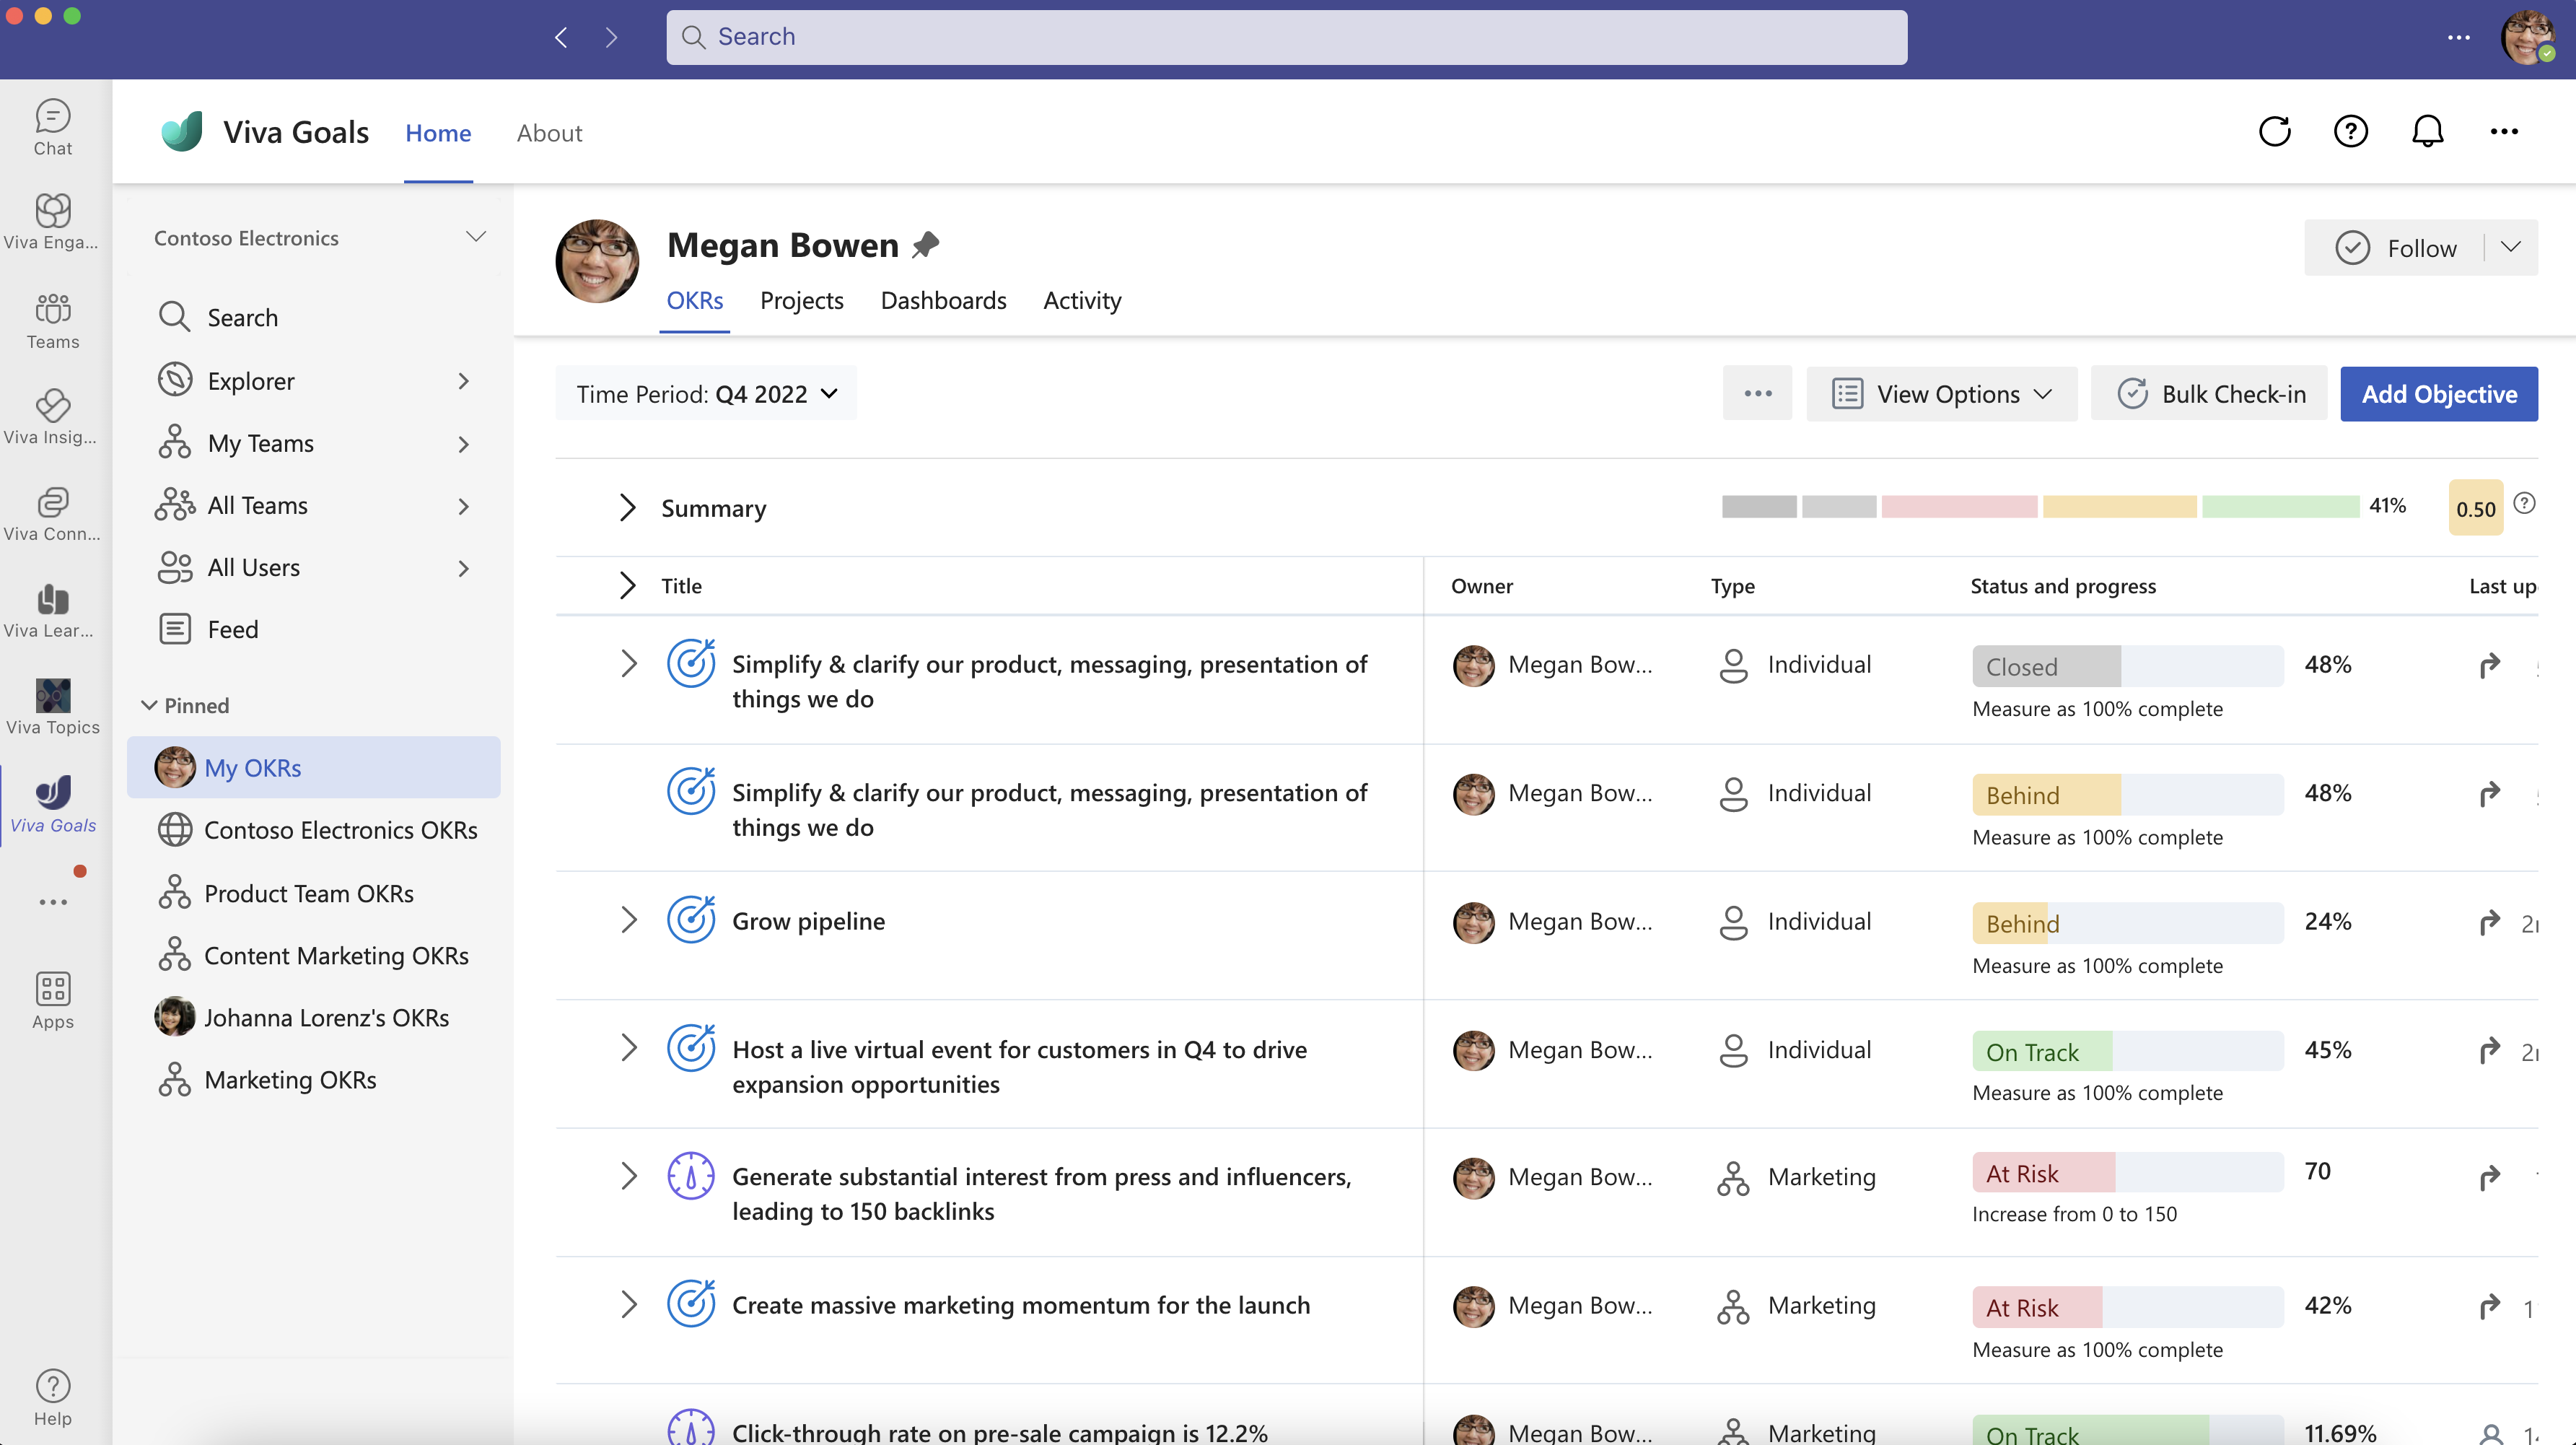 Search
Chat
Viva Enga...
Teams
Viva Insig...
Viva Conn...
Viva Lear...
Viva Topics
Viva Goals
Apps
Help
Viva Goals
Home
About
Contoso Electronics
Search
Explorer
My Teams
All Teams
All Users
Feed
Pinned
My OKRs
Contoso Electronics OKRs
Product Team OKRs
Content Marketing OKRs
Johanna Lorenz's OKRs
Marketing OKRs
Megan Bowen
Follow
OKRs Projects Dashboards Activity
Time Period: Q4 2022
View Options
Bulk Check-in
Add Objective
Summary
41%
0.50
Title Owner Type Status and progress Last up
Simplify & clarify our product, messaging, presentation of
things we do
Megan Bow...
Individual
Closed
48%
Measure as 100% complete
Simplify & clarify our product, messaging, presentation of
things we do
Megan Bow...
Individual
Behind
48%
Measure as 100% complete
Grow pipeline
Megan Bow...
Individual
Behind
24%
Measure as 100% complete
Host a live virtual event for customers in Q4 to drive
expansion opportunities
Megan Bow...
Individual
On Track
45%
Measure as 100% complete
Generate substantial interest from press and influencers,
leading to 150 backlinks
Megan Bow...
Marketing
At Risk
70
Increase from 0 to 150
Create massive marketing momentum for the launch
Megan Bow...
Marketing
At Risk
42%
Measure as 100% complete
Click-through rate on pre-sale campaign is 12.2%
Megan Bow...
Marketing
On Track
11.69%